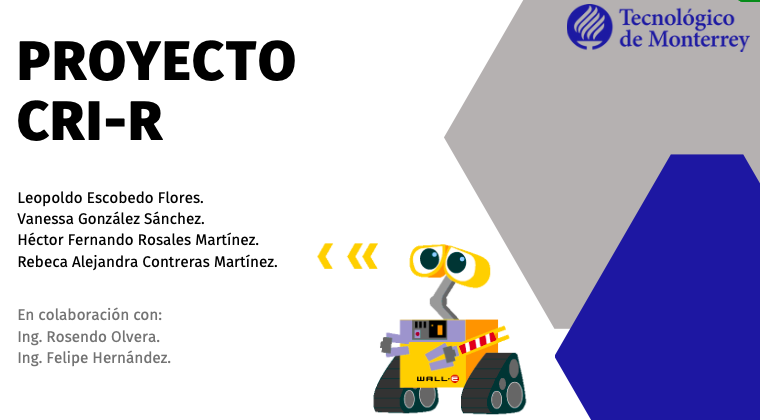 Tecnológico
de Monterrey
PROYECTO
CRI-R
Leopoldo Escobedo Flores.
Vanessa González Sánchez.
Héctor Fernando Rosales Martínez.
Rebeca Alejandra Contreras Martínez.
En colaboración con:
Ing. Rosendo Olvera.
Ing. Felipe Hernández.
WALL-E